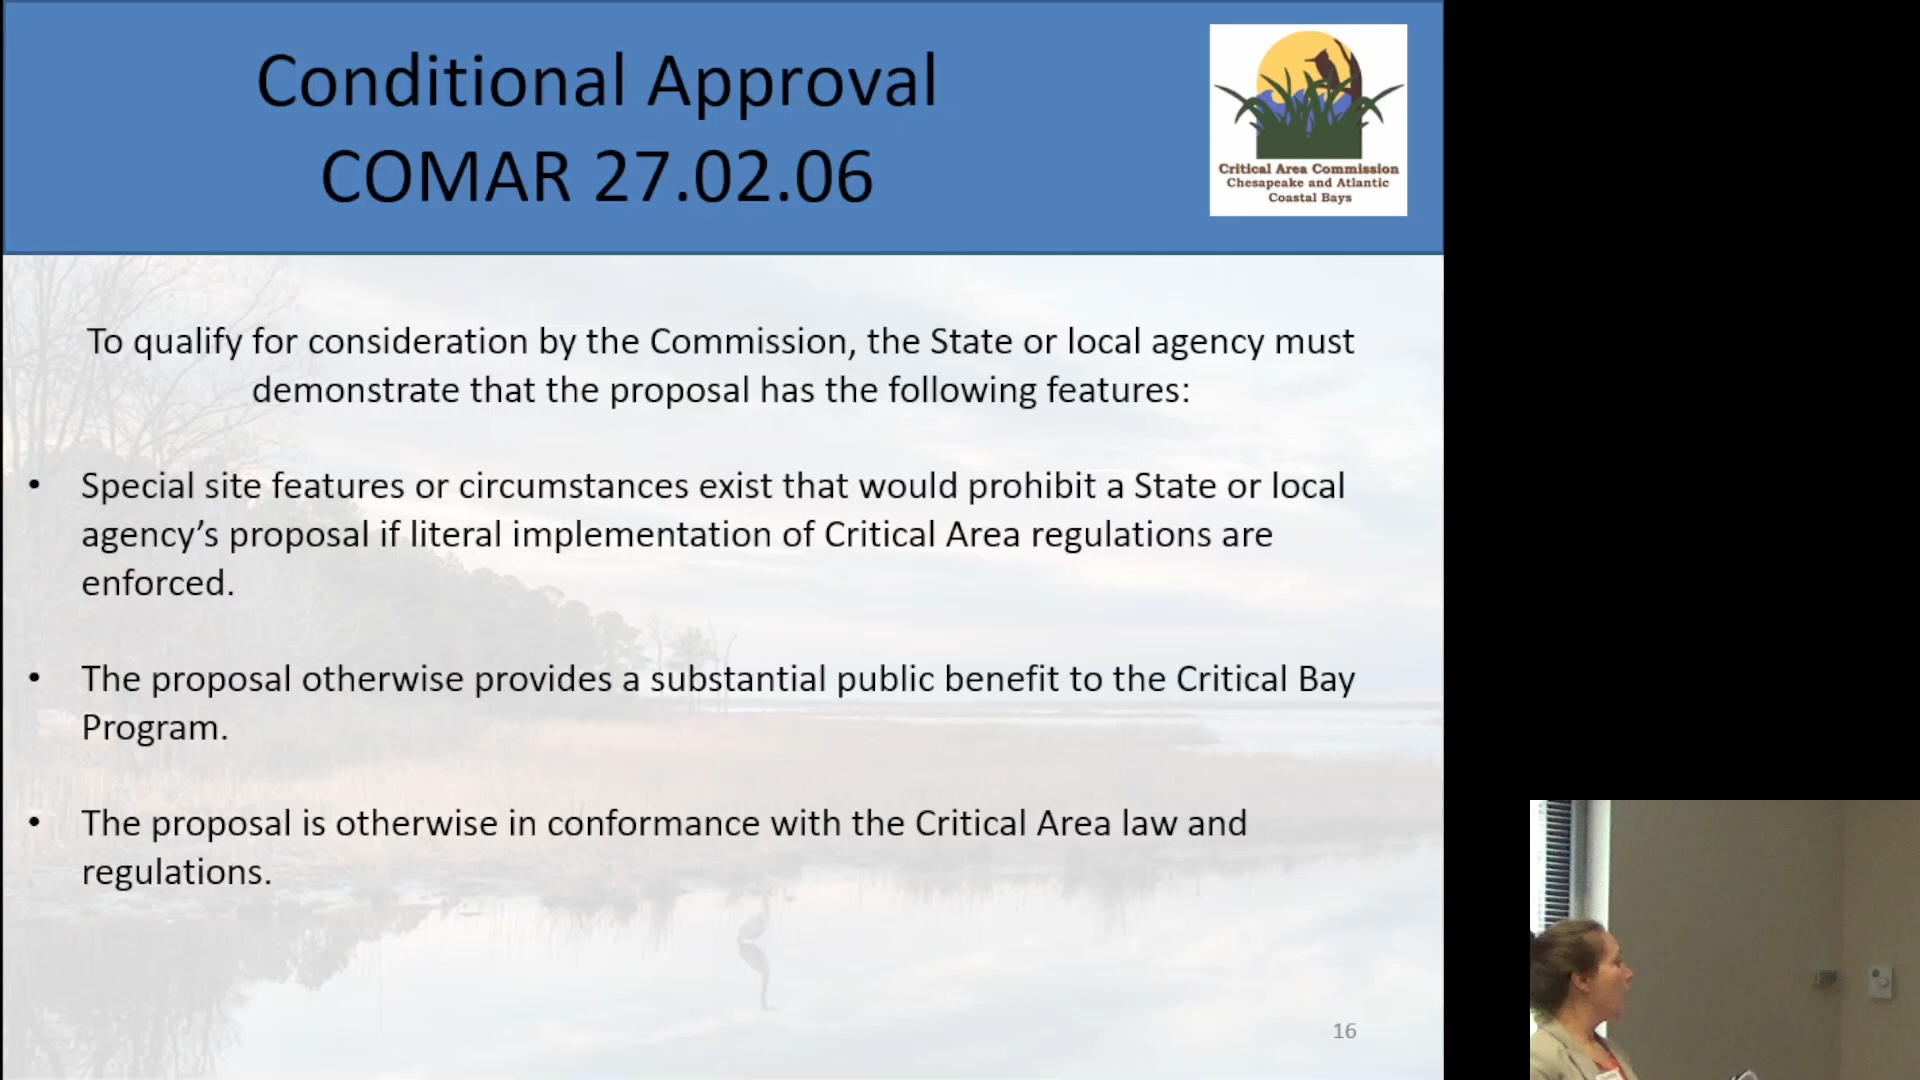 Conditional Approval
COMAR 27.02.06
Critical Area Commission
Chesapeake and Atlantic
Coastal Bays
To qualify for consideration by the Commission, the State or local agency must
demonstrate that the proposal has the following features:
• Special site features or circumstances exist that would prohibit a State or local
agency’s proposal if literal implementation of Critical Area regulations are
enforced.
• The proposal otherwise provides a substantial public benefit to the Critical Bay
Program.
• The proposal is otherwise in conformance with the Critical Area law and
regulations.
16